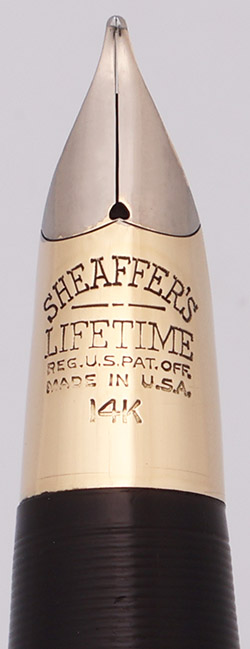 SHEAFFER'S
LIFETIME
REG. U.S. PAT. OFF.
MADE IN U.S.A.
14K